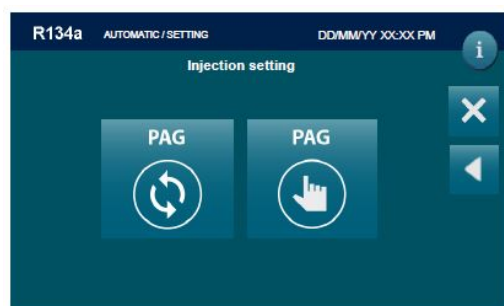 R134a AUTOMATIC / SETTING DD/MM/YY XX:XX PM
i
Injection setting
PAG PAG